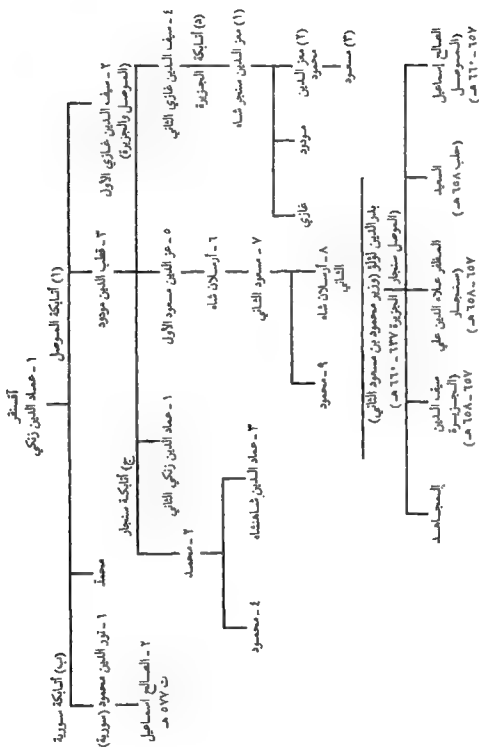 آقسنقر
١ - عماد الدين زنكي
(١) أتابكة الموصل
(ب) أتابكة سورية
٢ - سيف الدين غازي الأول
(الموصل والجزيرة)
٣ - قطب الدين مودود
محمد
١ - نور الدين محمود (سورية)
٢ - الصالح اسماعيل
ت ٥٧٧ هـ
٤ - سيف الدين غازي الثاني
٥ - عز الدين مسعود الأول
(ج) أتابكة سنجار
١ - عماد الدين زنكي الثاني
(٥) أتابكة الجزيرة
(١) معز الدين سنجر شاه
(٢) معز الدين
محمود
مودود
غازي
(٣) مسعود
٦ - أرسلان شاه
٧ - مسعود الثاني
٨ - أرسلان شاه
الثاني
٩ - محمود
٢ - محمد
٣ - عماد الدين شاهنشاه
٤ - محمود
بدر الدين لؤلؤ (وزير محمود بن مسعود الثاني)
(الموصل سنجار / الجزيرة ٦٣٧ - ٦٦٠ هـ)
الصالح إسماعيل
(الموصل
٦٥٧ - ٦٦٠ هـ)
السعيد
(حلب ٦٥٨ هـ)
المظفر علاء الدين علي
(سنجار
٦٥٧ - ٦٥٨ هـ)
سيف الدين
(الجزيرة
٦٥٧ - ٦٥٨ هـ)
المجاهد